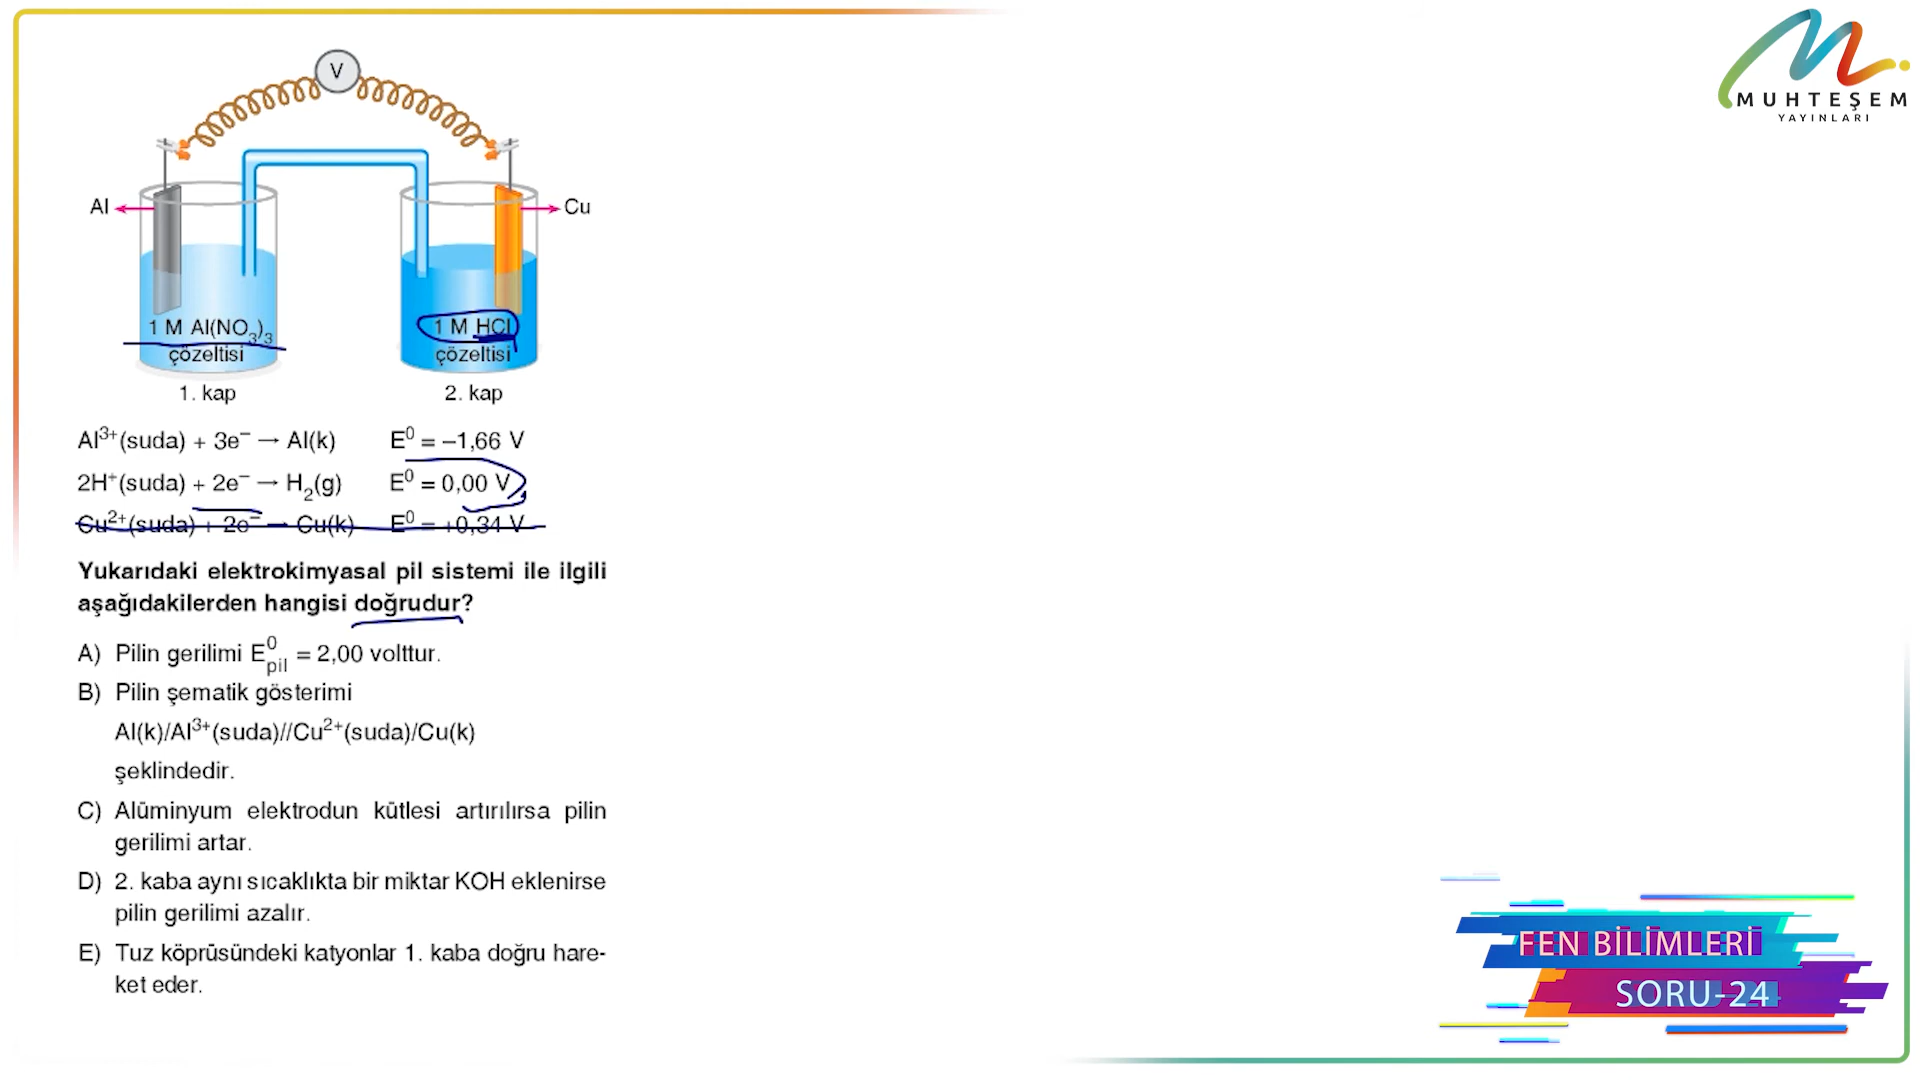 V
MUHTEŞEM
YAYINLARI
Al
Cu
1 M Al(NO3)3
çözeltisi
1 M HCl
çözeltisi
1. kap
2. kap
Al³⁺(suda) + 3e⁻ → Al(k) E⁰ = –1,66 V
2H⁺(suda) + 2e⁻ → H₂(g) E⁰ = 0,00 V
Cu²⁺(suda) + 2e⁻ → Cu(k) E⁰ = +0,34 V
Yukarıdaki elektrokimyasal pil sistemi ile ilgili
aşağıdakilerden hangisi doğrudur?
A) Pilin gerilimi E⁰pil = 2,00 volttur.
B) Pilin şematik gösterimi
Al(k)/Al³⁺(suda)//Cu²⁺(suda)/Cu(k)
şeklindedir.
C) Alüminyum elektrodun kütlesi artırılırsa pilin
gerilimi artar.
D) 2. kaba aynı sıcaklıkta bir miktar KOH eklenirse
pilin gerilimi azalır.
E) Tuz köprüsündeki katyonlar 1. kaba doğru hare-
ket eder.
FEN BİLİMLERİ
SORU-24